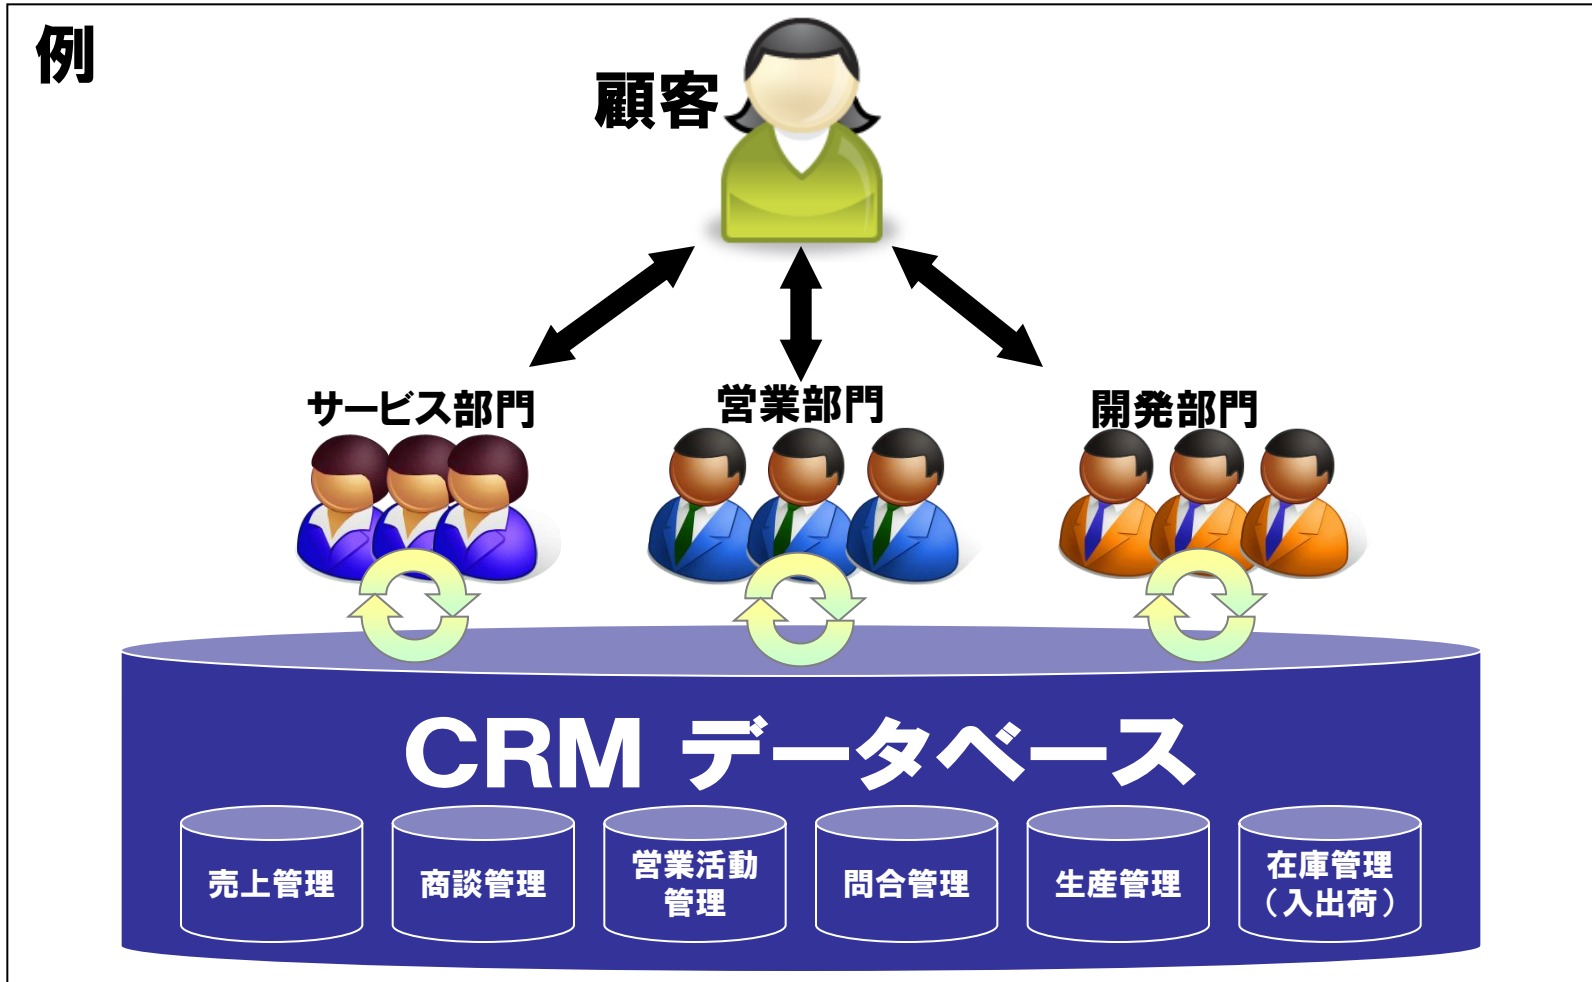 例
顧客
サービス部門
営業部門
開発部門
CRM データベース
売上管理
商談管理
営業活動
管理
問合管理
生産管理
在庫管理
（入出荷）